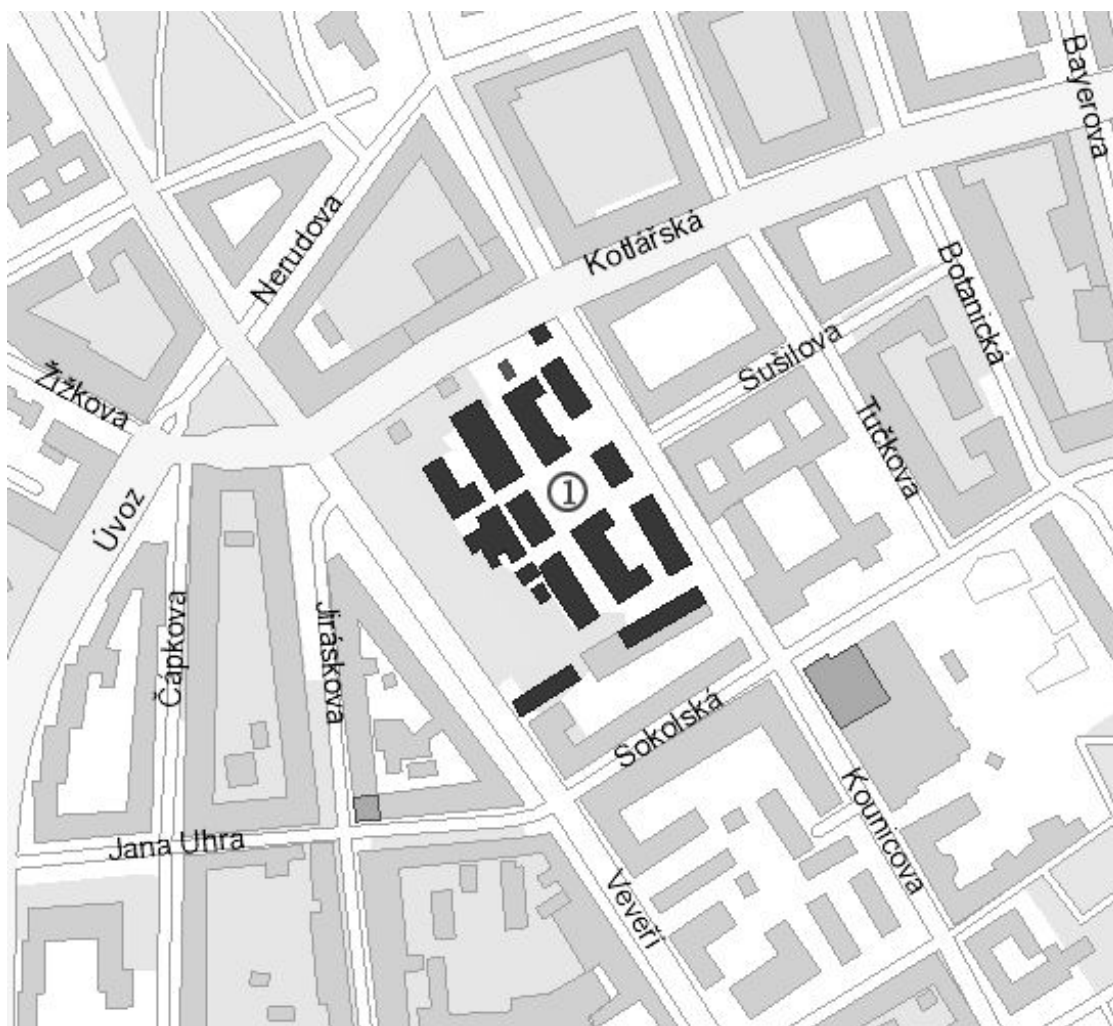 Bayerova
Nerudova
Kotlářská
Botanická
Žižkova
Sušilova
Tučkova
①
Úvoz
Čápkova
Jiráskova
Sokolská
Jana Uhra
Kounicova
Veveří